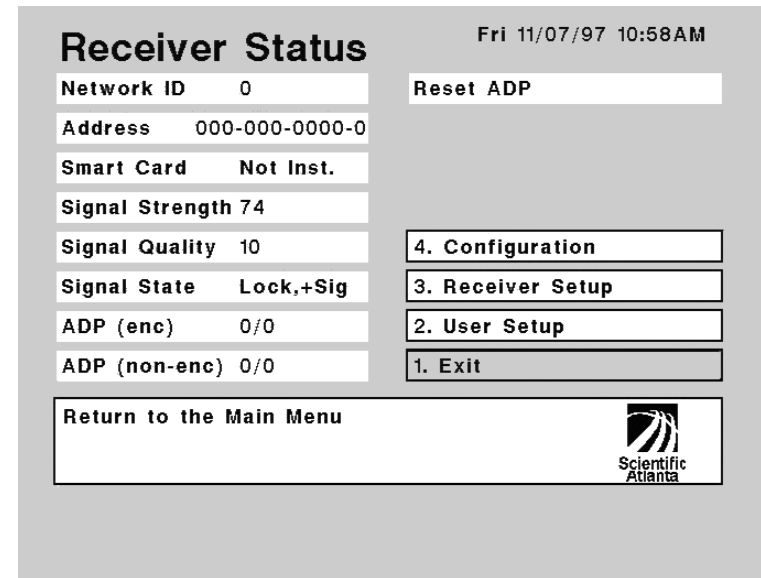 Receiver Status
Fri 11/07/97 10:58AM
Network ID 0
Address 000-000-0000-0
Smart Card Not Inst.
Signal Strength 74
Signal Quality 10
Signal State Lock,+Sig
ADP (enc) 0/0
ADP (non-enc) 0/0
Reset ADP
4. Configuration
3. Receiver Setup
2. User Setup
1. Exit
Return to the Main Menu
Scientific
Atlanta